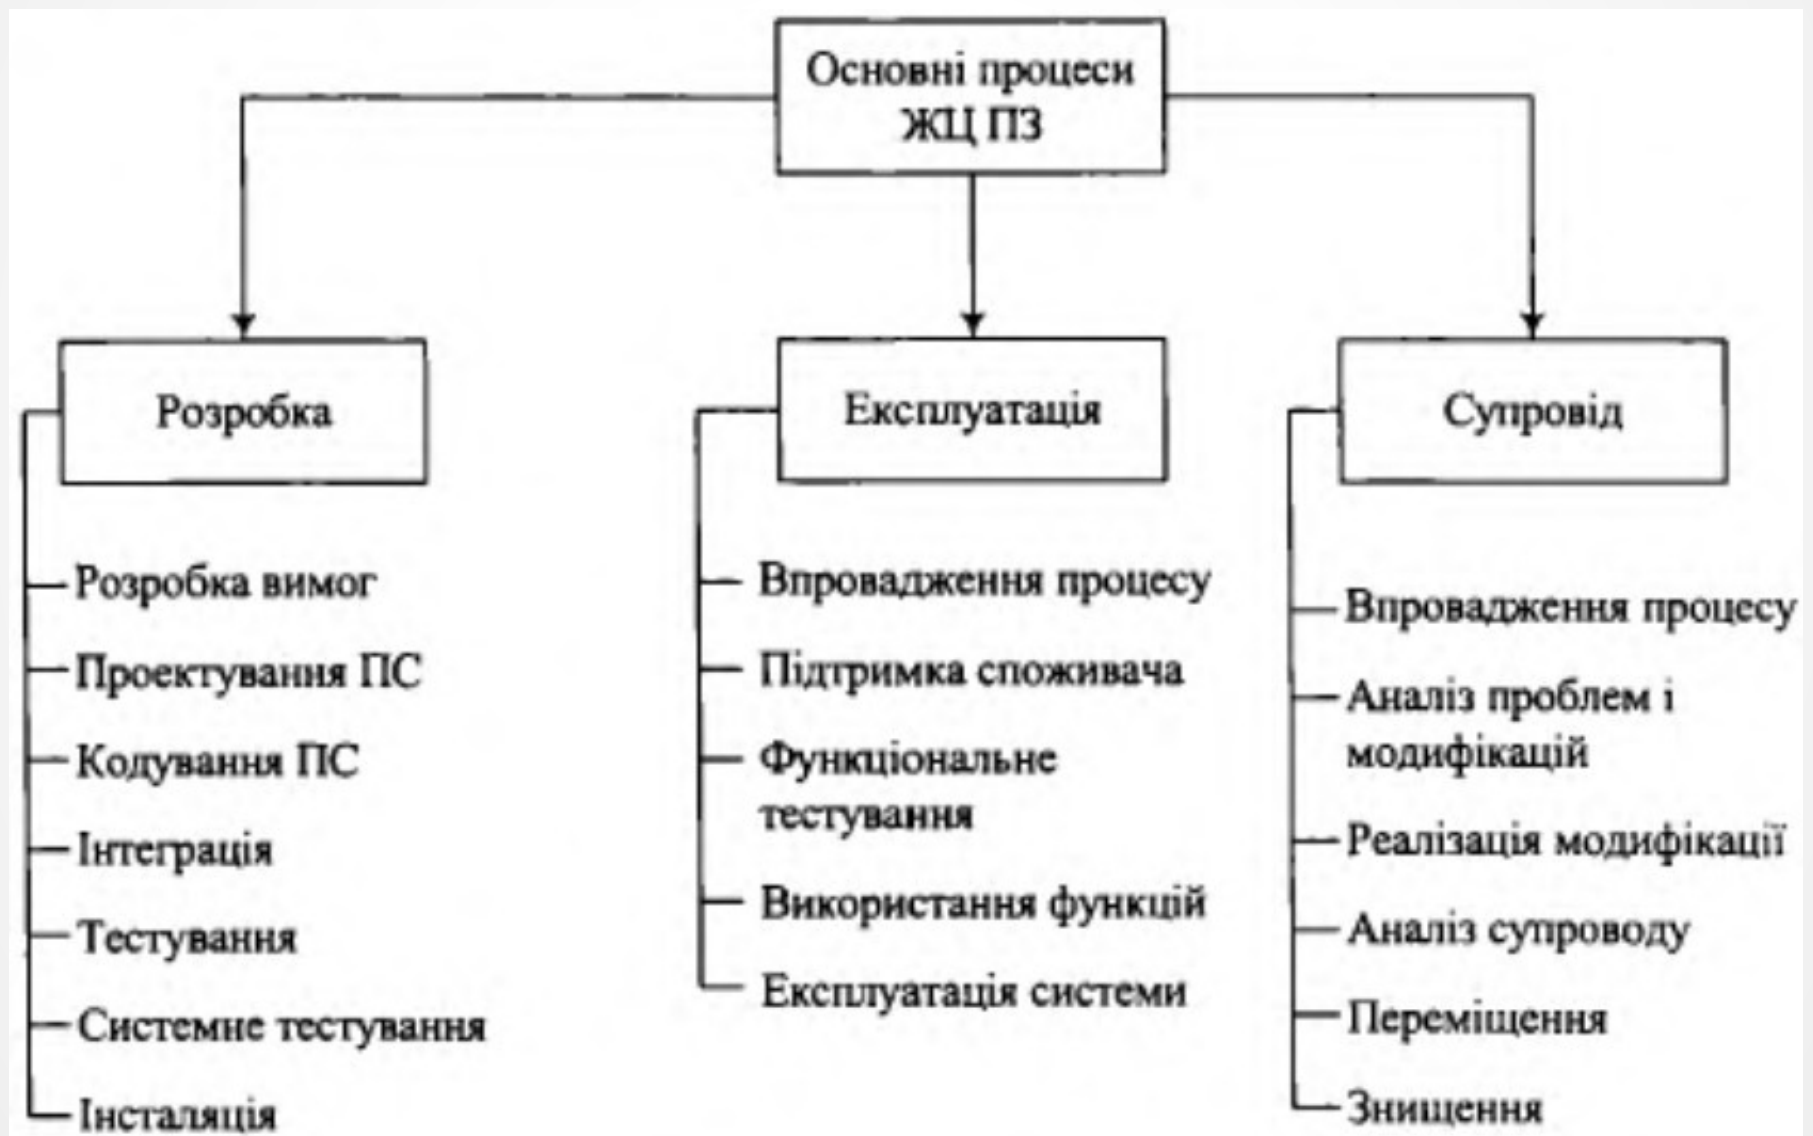 Основні процеси
ЖЦ ПЗ
Розробка
Розробка вимог
Проектування ПС
Кодування ПС
Інтеграція
Тестування
Системне тестування
Інсталяція
Експлуатація
Впровадження процесу
Підтримка споживача
Функціональне
тестування
Використання функцій
Експлуатація системи
Супровід
Впровадження процесу
Аналіз проблем і
модифікацій
Реалізація модифікації
Аналіз супроводу
Переміщення
Знищення